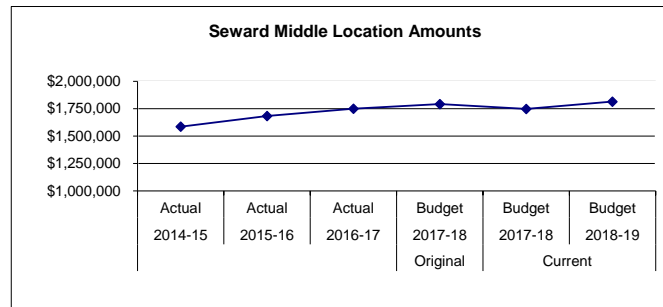 Seward Middle Location Amounts
$2,000,000
$1,750,000
$1,500,000
$1,250,000
$1,000,000
Actual Actual Actual Budget Budget Budget
2014-15 2015-16 2016-17 2017-18 2017-18 2018-19
Original Current